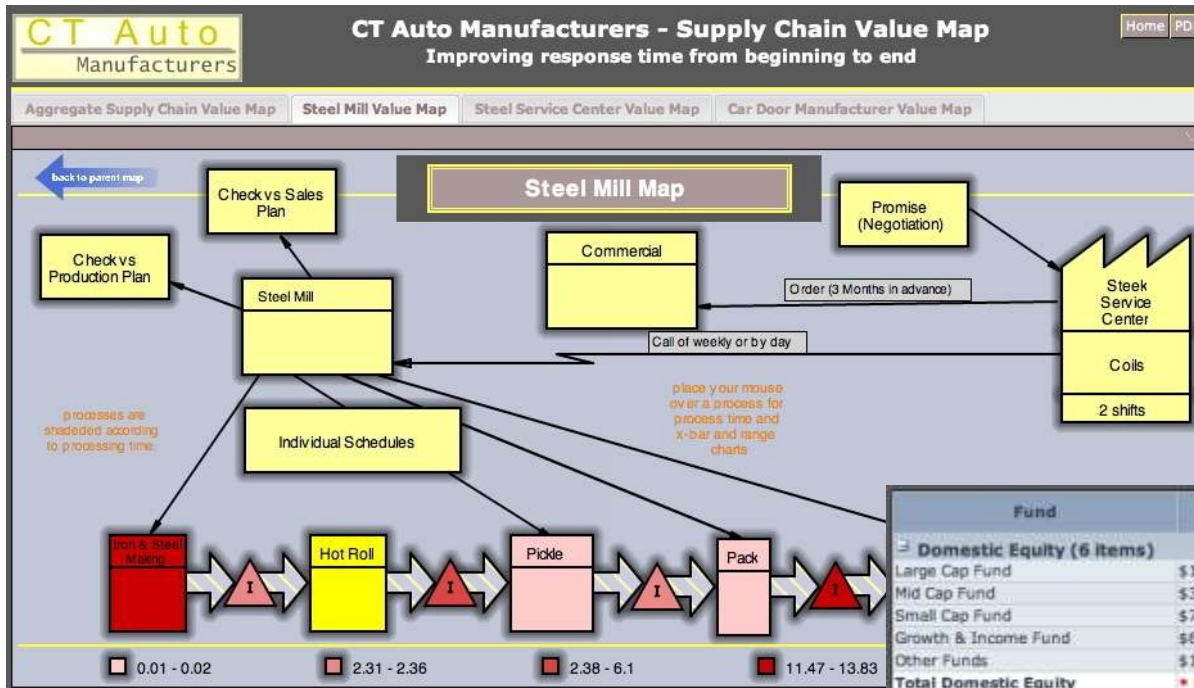 CT Auto
Manufacturers
CT Auto Manufacturers - Supply Chain Value Map
Improving response time from beginning to end
Home
Aggregate Supply Chain Value Map
Steel Mill Value Map
Steel Service Center Value Map
Car Door Manufacturer Value Map
back to parent map
Steel Mill Map
Check vs Sales
Plan
Promise
(Negotiation)
Check vs
Production Plan
Commercial
Steel Mill
Order (3 Months in advance)
Steek
Service
Center
Call of weekly or by day
Coils
2 shifts
processes are
shadeded according
to processing time.
place your mouse
over a process for
process time and
x-bar and range
charts
Individual Schedules
Iron & Steel
Making
I
Hot Roll
I
Pickle
I
Pack
I
0.01 - 0.02
2.31 - 2.36
2.38 - 6.1
11.47 - 13.83
Fund
Domestic Equity (6 items)
Large Cap Fund
Mid Cap Fund
Small Cap Fund
Growth & Income Fund
Other Funds
Total Domestic Equity